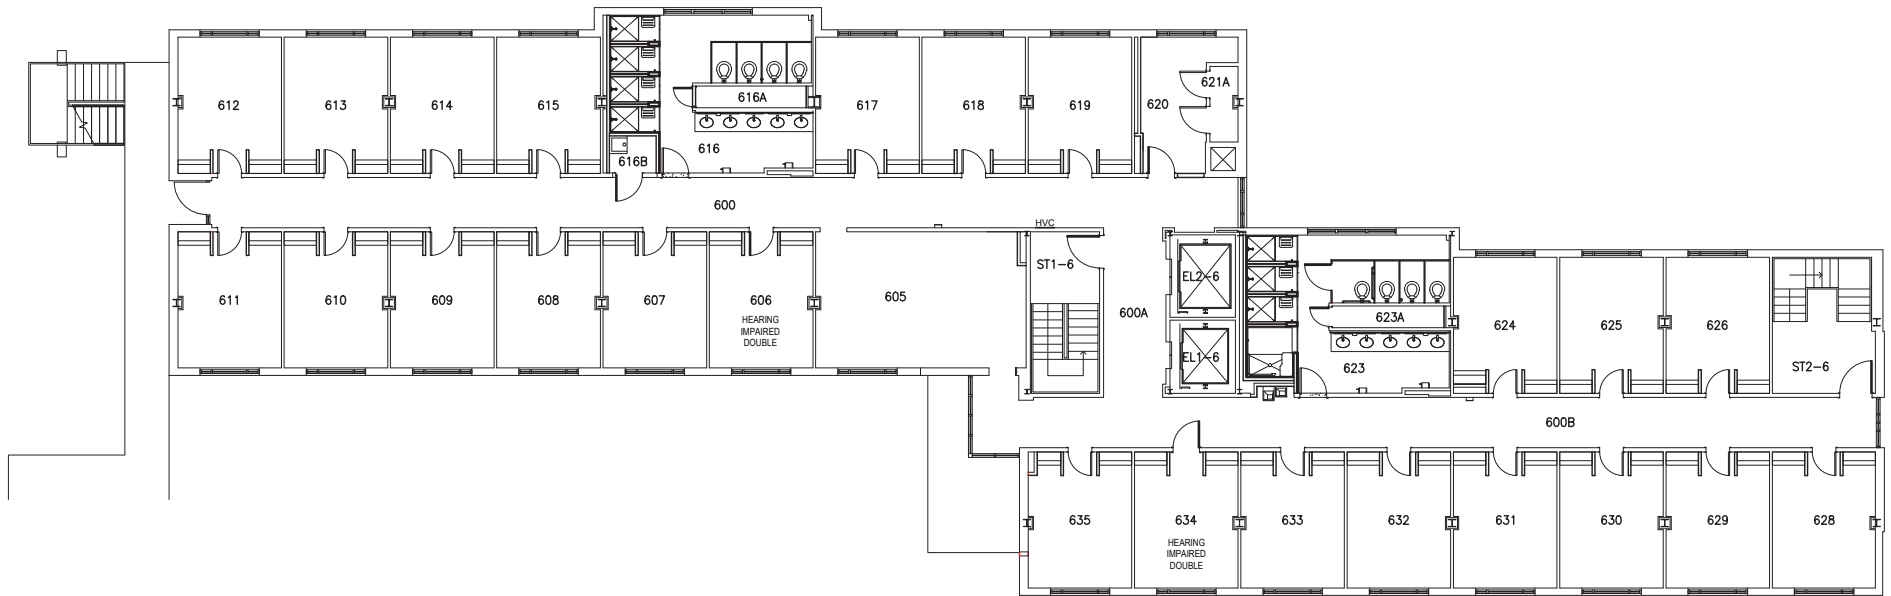 612
613
614
615
616A
616
616B
617
618
619
620
621A
600
HVC
611
610
609
608
607
606
HEARING
IMPAIRED
DOUBLE
605
ST1-6
600A
EL2-6
EL1-6
623A
623
624
625
626
ST2-6
600B
635
634
HEARING
IMPAIRED
DOUBLE
633
632
631
630
629
628